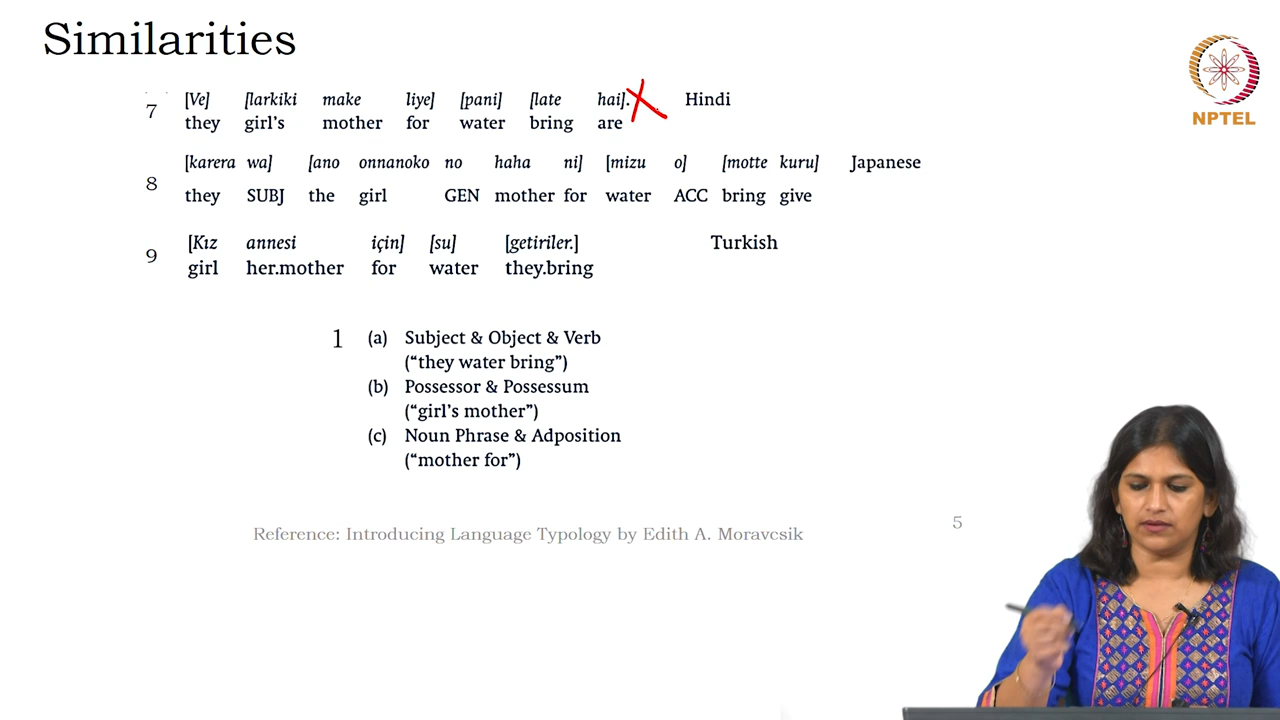 Similarities
7 [Ve] [larkiki make liye] [pani] [late hai]. Hindi
they girl's mother for water bring are
8 [karera wa] [ano onnanoko no haha ni] [mizu o] [motte kuru] Japanese
they SUBJ the girl GEN mother for water ACC bring give
9 [Kız annesi için] [su] [getiriler.] Turkish
girl her.mother for water they.bring
1 (a) Subject & Object & Verb
(“they water bring”)
(b) Possessor & Possessum
(“girl’s mother”)
(c) Noun Phrase & Adposition
(“mother for”)
Reference: Introducing Language Typology by Edith A. Moravcsik
5
NPTEL